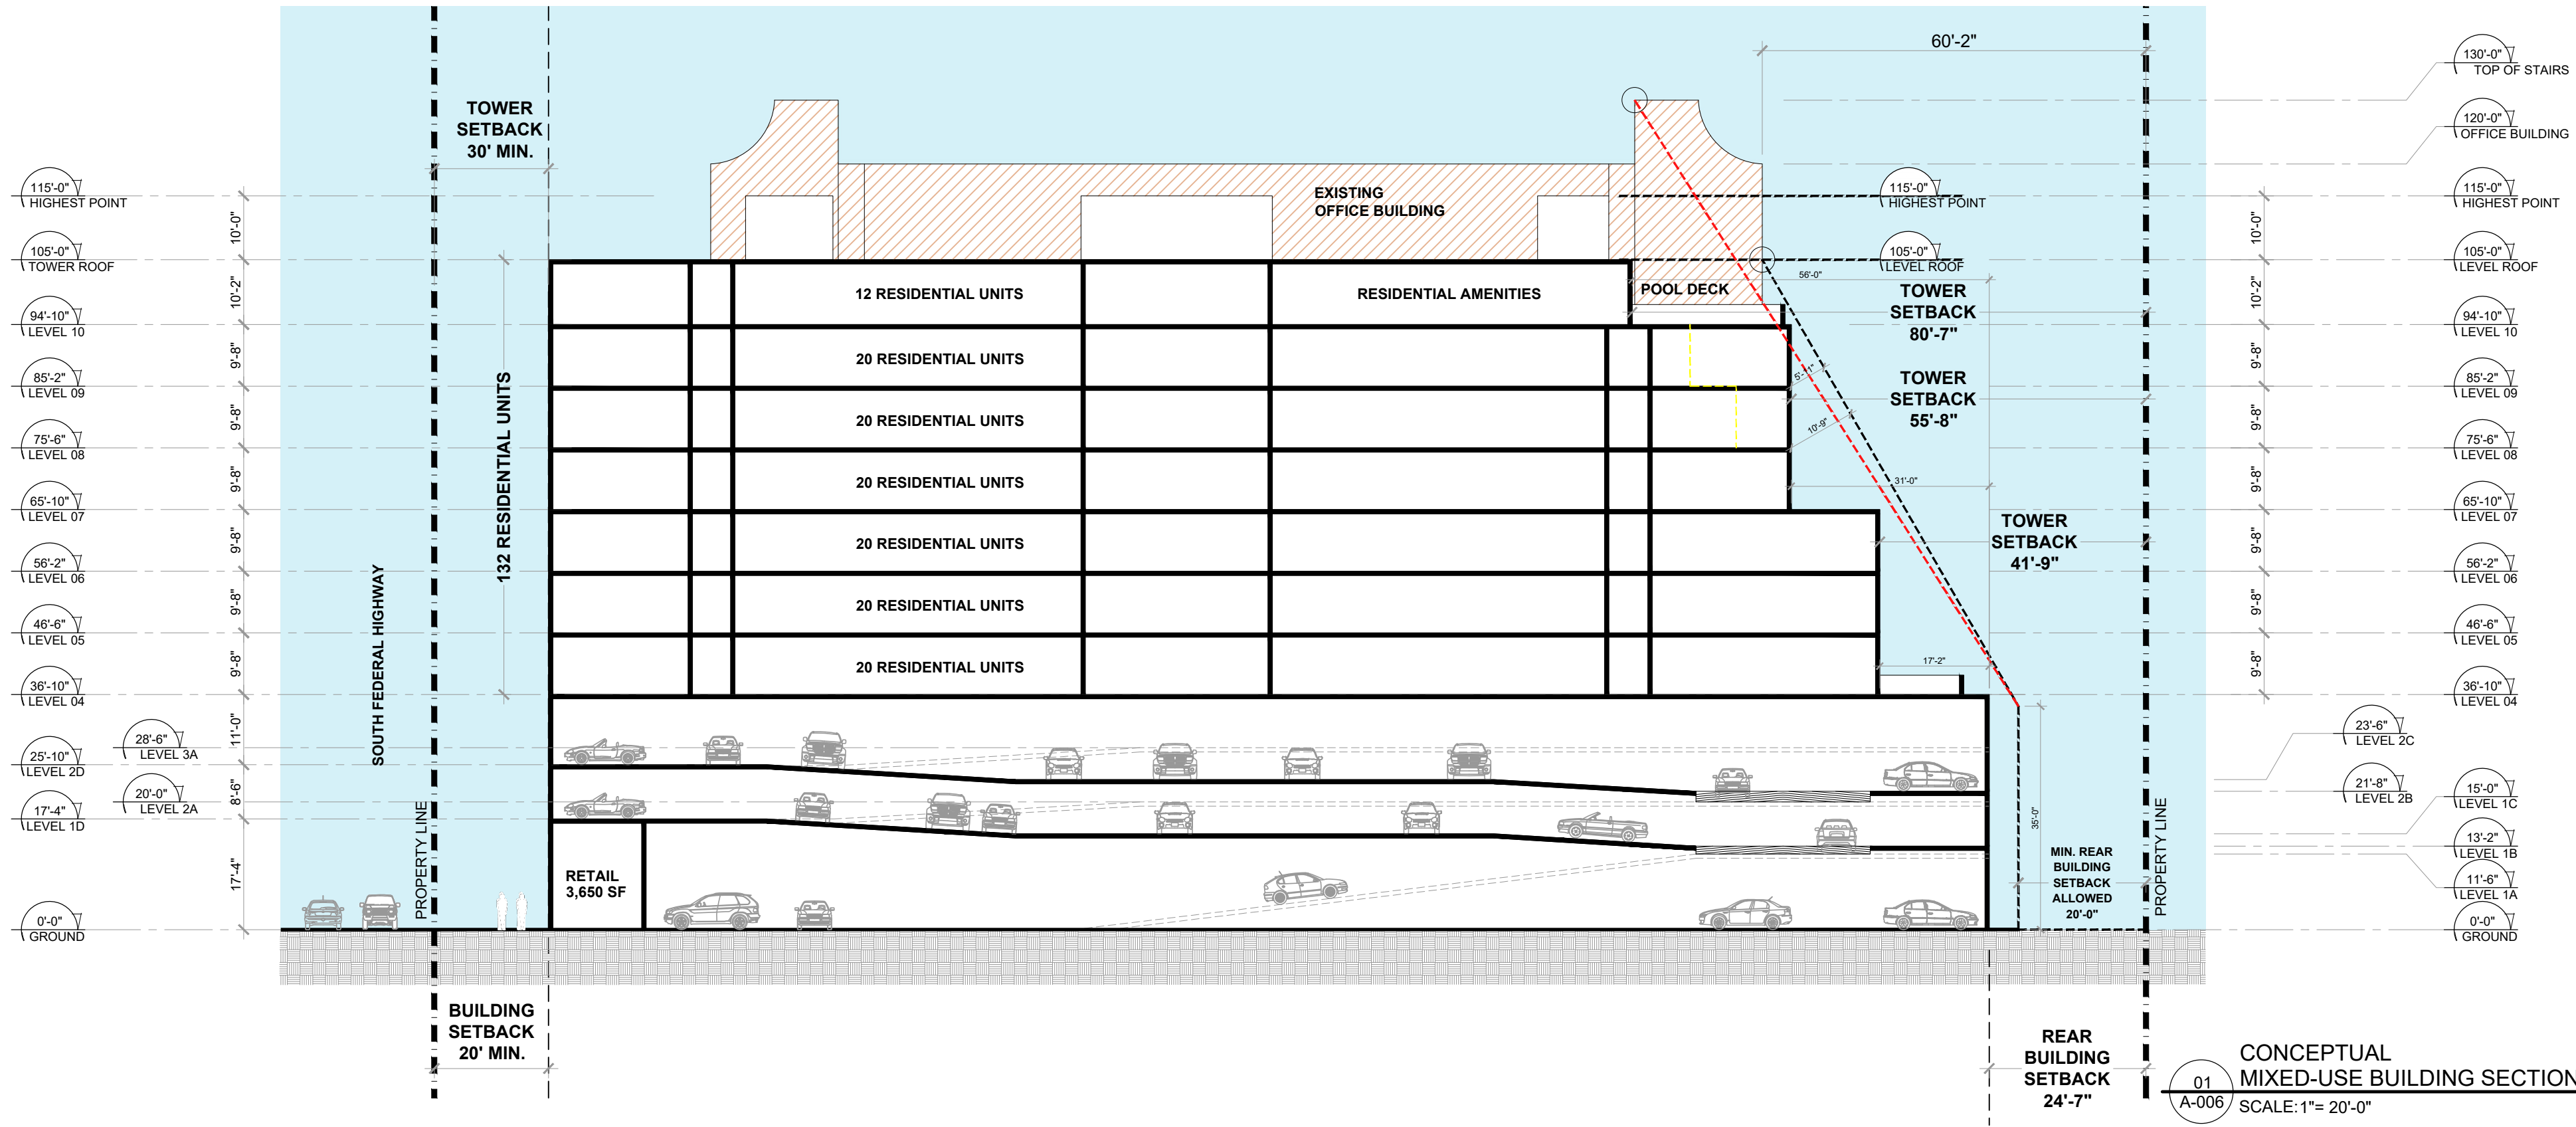 60'-2"
130'-0"
TOP OF STAIRS
TOWER
SETBACK
30' MIN.
120'-0"
OFFICE BUILDING
115'-0"
HIGHEST POINT
10'-0"
105'-0"
TOWER ROOF
10'-2"
94'-10"
LEVEL 10
9'-8"
85'-2"
LEVEL 09
9'-8"
75'-6"
LEVEL 08
9'-8"
65'-10"
LEVEL 07
9'-8"
56'-2"
LEVEL 06
9'-8"
46'-6"
LEVEL 05
9'-8"
36'-10"
LEVEL 04
11'-0"
28'-6"
LEVEL 3A
25'-10"
LEVEL 2D
8'-6"
20'-0"
LEVEL 2A
17'-4"
LEVEL 1D
17'-4"
0'-0"
GROUND
SOUTH FEDERAL HIGHWAY
PROPERTY LINE
132 RESIDENTIAL UNITS
EXISTING
OFFICE BUILDING
12 RESIDENTIAL UNITS
RESIDENTIAL AMENITIES
POOL DECK
20 RESIDENTIAL UNITS
20 RESIDENTIAL UNITS
20 RESIDENTIAL UNITS
20 RESIDENTIAL UNITS
20 RESIDENTIAL UNITS
20 RESIDENTIAL UNITS
RETAIL
3,650 SF
115'-0"
HIGHEST POINT
105'-0"
LEVEL ROOF
56'-0"
TOWER
SETBACK
80'-7"
5'-11"
TOWER
SETBACK
55'-8"
10'-9"
31'-0"
TOWER
SETBACK
41'-9"
17'-2"
35'-0"
MIN. REAR
BUILDING
SETBACK
ALLOWED
20'-0"
PROPERTY LINE
115'-0"
HIGHEST POINT
10'-0"
105'-0"
LEVEL ROOF
10'-2"
94'-10"
LEVEL 10
9'-8"
85'-2"
LEVEL 09
9'-8"
75'-6"
LEVEL 08
9'-8"
65'-10"
LEVEL 07
9'-8"
56'-2"
LEVEL 06
9'-8"
46'-6"
LEVEL 05
9'-8"
36'-10"
LEVEL 04
23'-6"
LEVEL 2C
21'-8"
LEVEL 2B
15'-0"
LEVEL 1C
13'-2"
LEVEL 1B
11'-6"
LEVEL 1A
0'-0"
GROUND
BUILDING
SETBACK
20' MIN.
REAR
BUILDING
SETBACK
24'-7"
01
A-006
CONCEPTUAL
MIXED-USE BUILDING SECTION
SCALE: 1"= 20'-0"